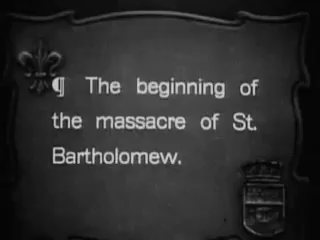 ¶ The beginning of
the massacre of St.
Bartholomew.